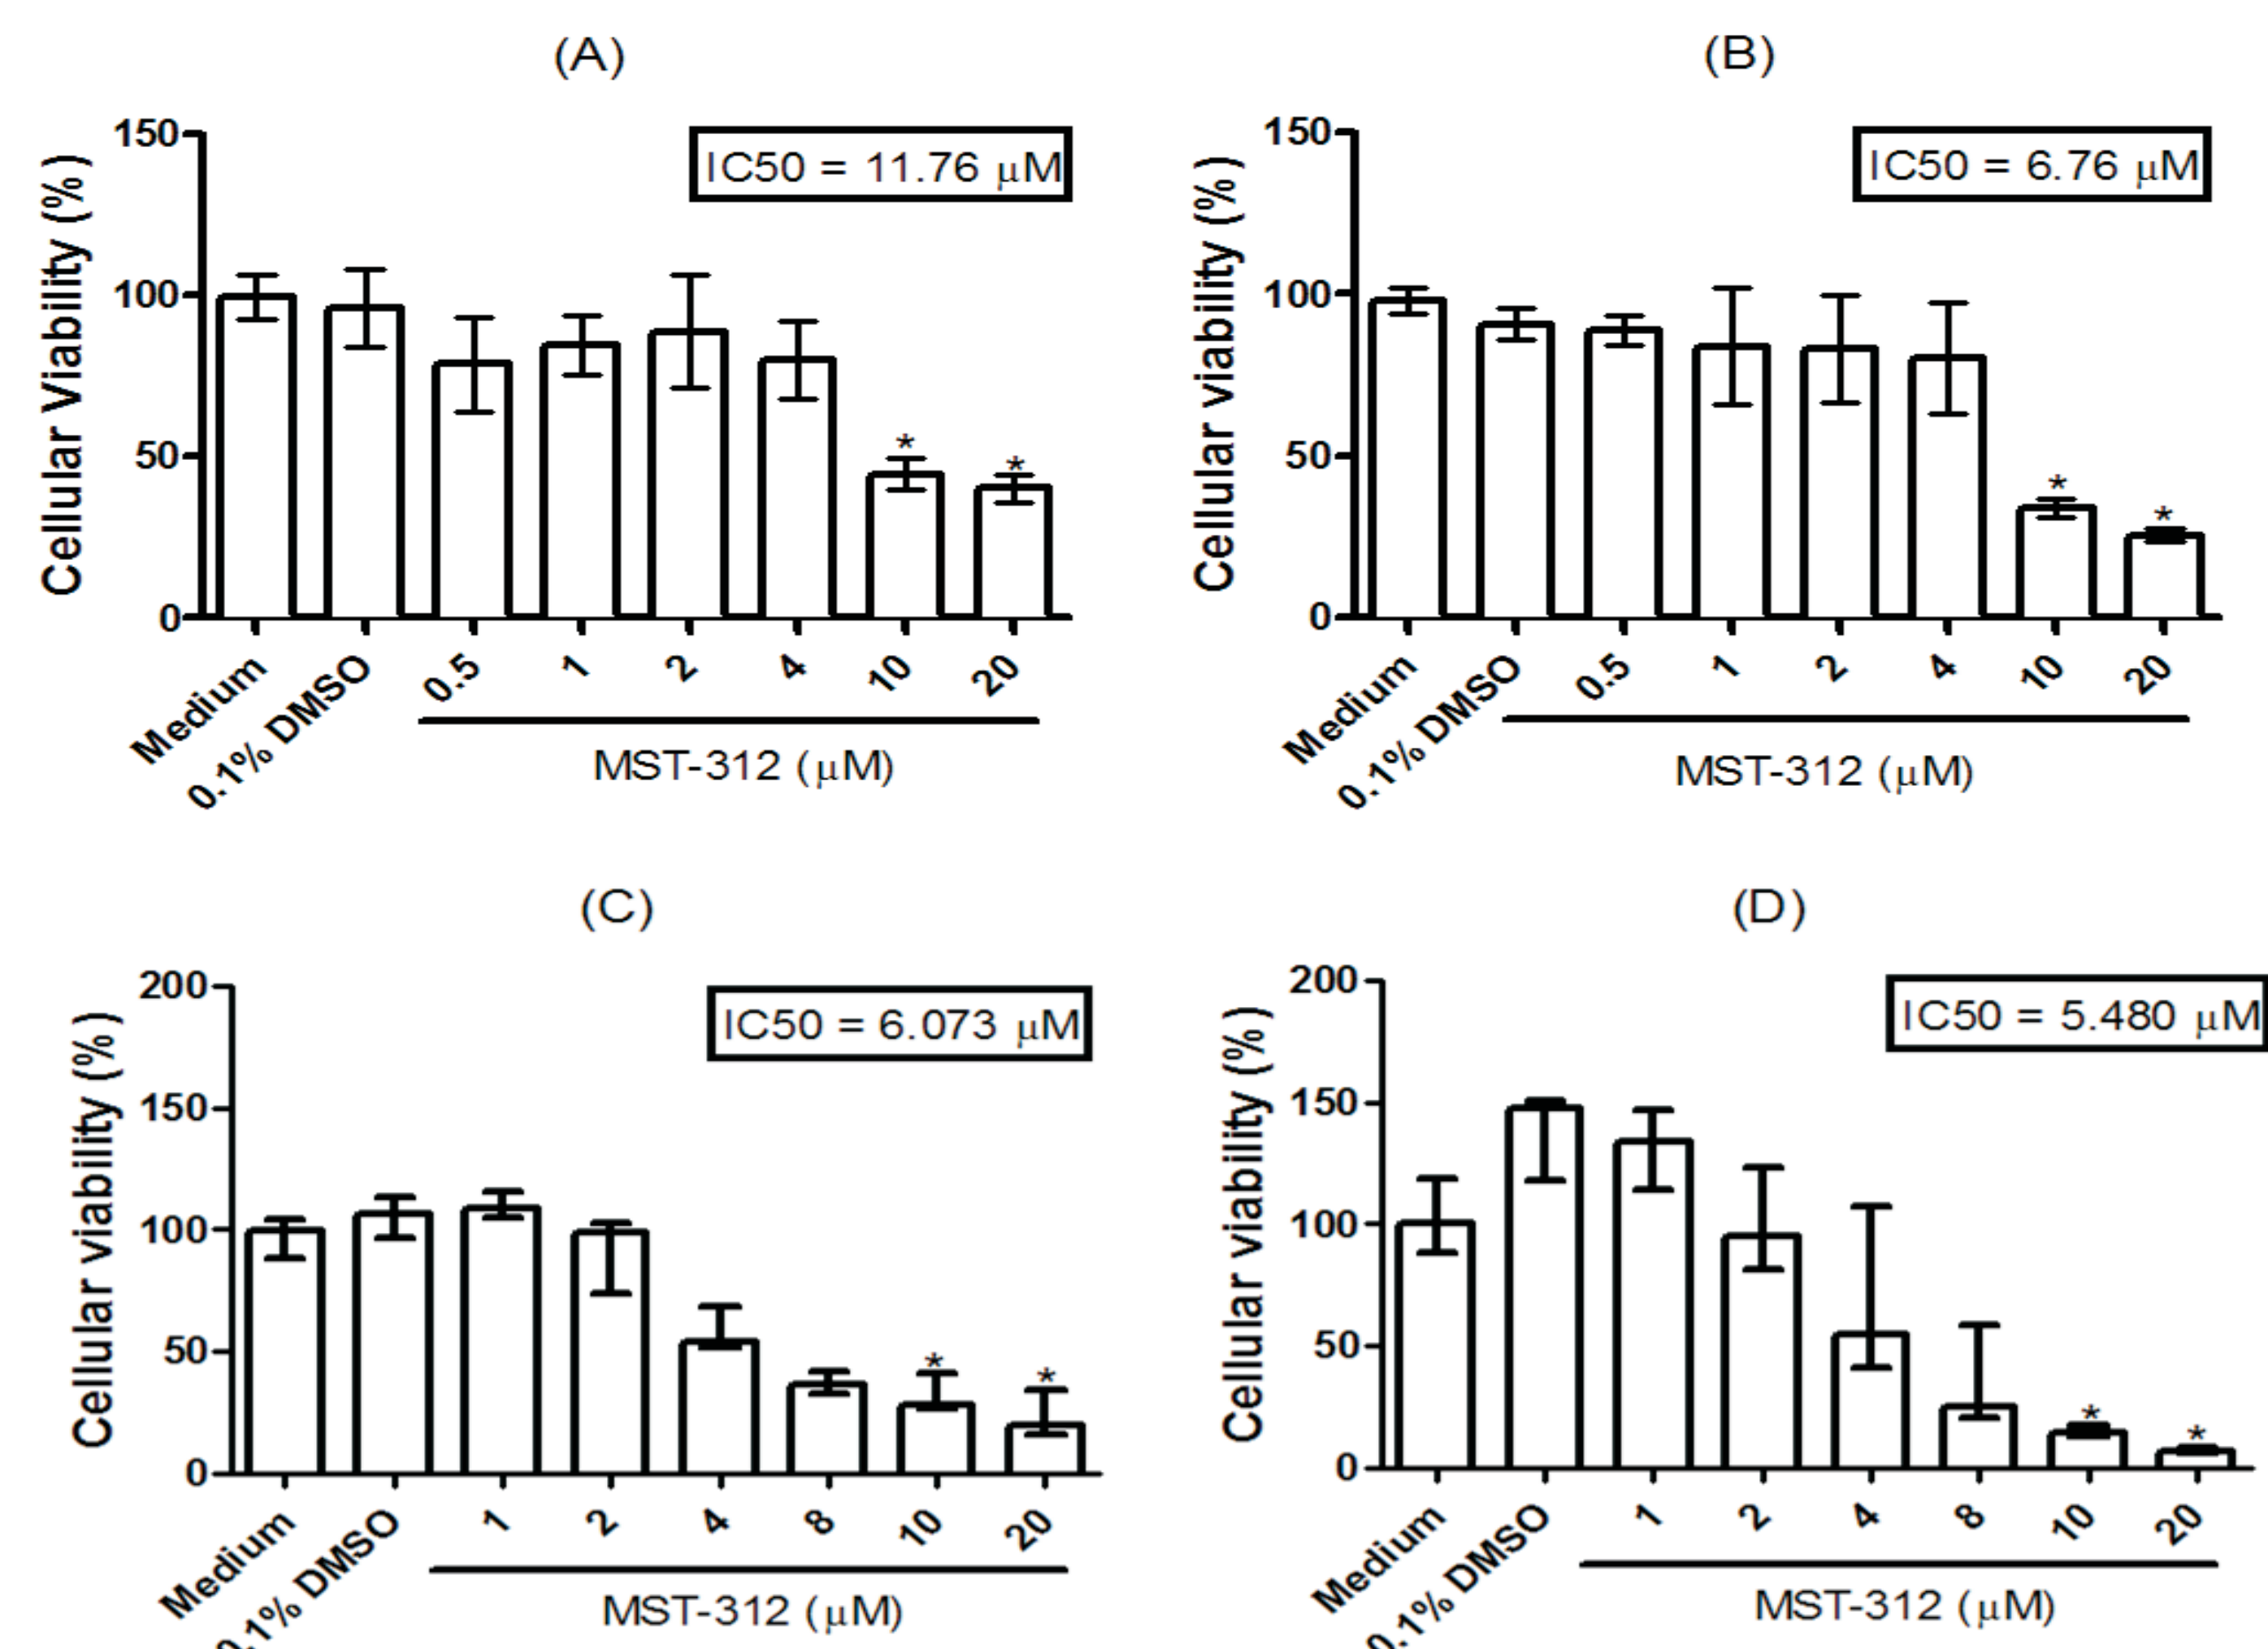 (A)
Cellular Viability (%)
150
100
50
0
IC50 = 11.76 μM
*
*
Medium
0.1% DMSO
0.5
1
2
4
10
20
MST-312 (μM)
(B)
Cellular viability (%)
150
100
50
0
IC50 = 6.76 μM
*
*
Medium
0.1% DMSO
0.5
1
2
4
10
20
MST-312 (μM)
(C)
Cellular viability (%)
200
150
100
50
0
IC50 = 6.073 μM
*
*
Medium
0.1% DMSO
1
2
4
8
10
20
MST-312 (μM)
(D)
Cellular viability (%)
200
150
100
50
0
IC50 = 5.480 μM
*
*
Medium
0.1% DMSO
1
2
4
8
10
20
MST-312 (μM)